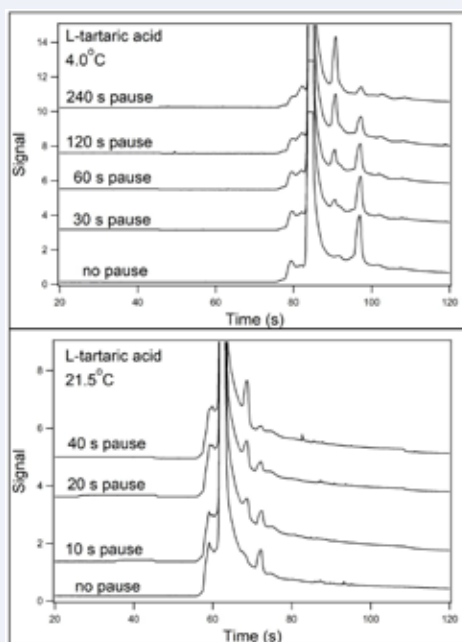 L-tartaric acid
4.0°C
240 s pause
120 s pause
60 s pause
30 s pause
no pause
Signal
14
12
10
8
6
4
2
0
20 40 60 80 100 120
Time (s)
L-tartaric acid
21.5°C
40 s pause
20 s pause
10 s pause
no pause
Signal
8
6
4
2
0
20 40 60 80 100 120
Time (s)